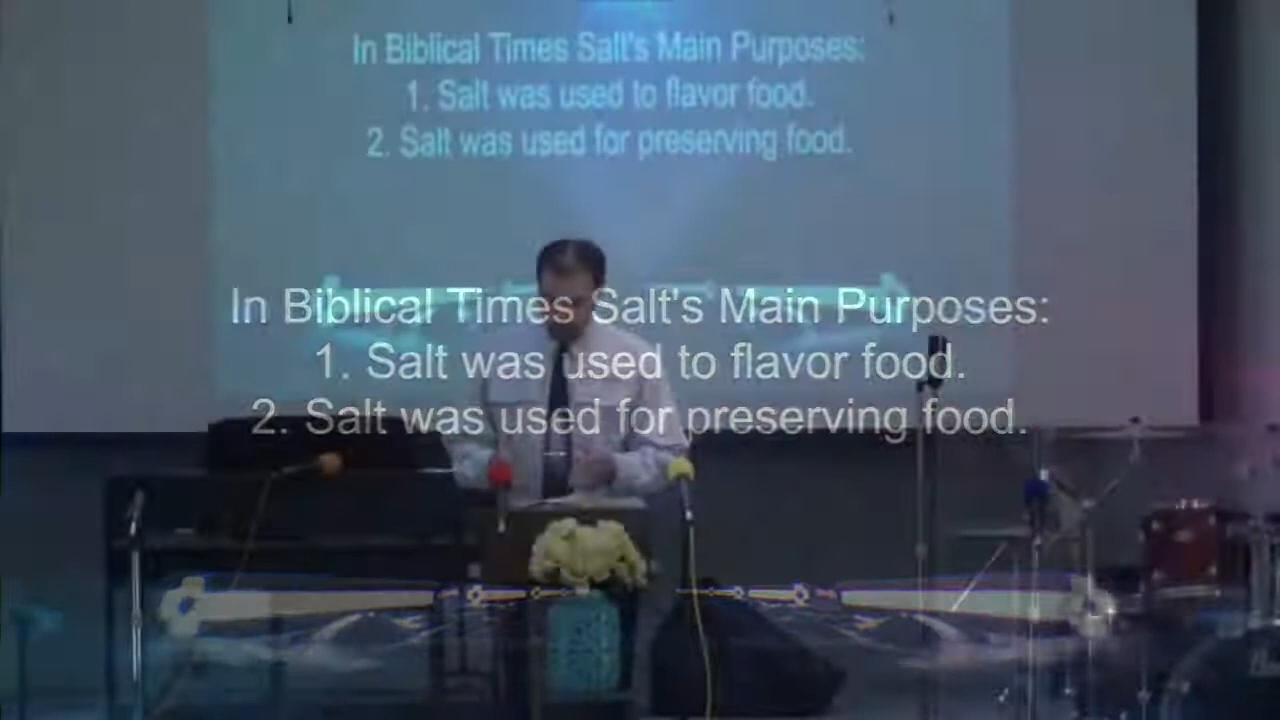 In Biblical Times Salt's Main Purposes:
1. Salt was used to flavor food.
2. Salt was used for preserving food.
In Biblical Times Salt's Main Purposes:
1. Salt was used to flavor food.
2. Salt was used for preserving food.